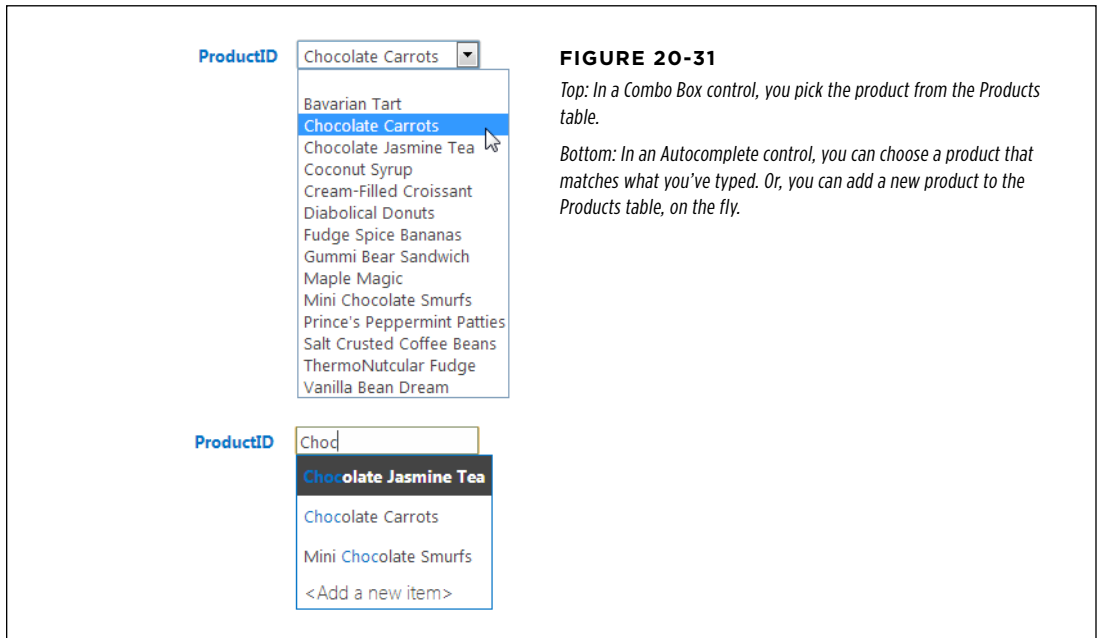 ProductID
Chocolate Carrots
Bavarian Tart
Chocolate Carrots
Chocolate Jasmine Tea
Coconut Syrup
Cream-Filled Croissant
Diabolical Donuts
Fudge Spice Bananas
Gummi Bear Sandwich
Maple Magic
Mini Chocolate Smurfs
Prince's Peppermint Patties
Salt Crusted Coffee Beans
ThermoNutcular Fudge
Vanilla Bean Dream
ProductID
Choc
Chocolate Jasmine Tea
Chocolate Carrots
Mini Chocolate Smurfs
<Add a new item>
FIGURE 20-31
Top: In a Combo Box control, you pick the product from the Products
table.
Bottom: In an Autocomplete control, you can choose a product that
matches what you've typed. Or, you can add a new product to the
Products table, on the fly.